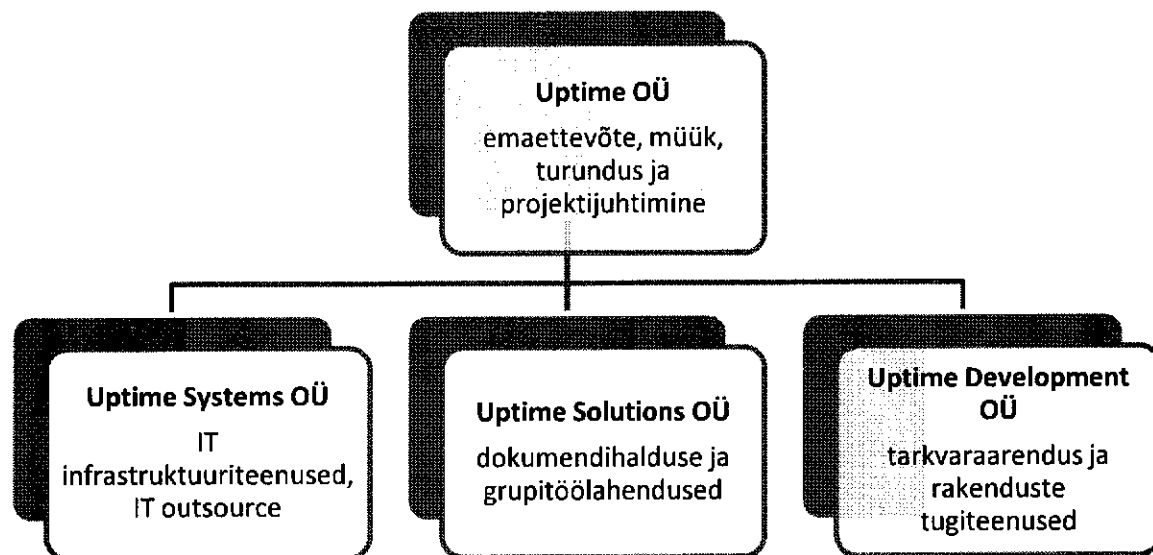 Uptime OÜ
emaettevõte, müük,
turundus ja
projektijuhtimine
Uptime Systems OÜ
IT
infrastruktuuriteenused,
IT outsource
Uptime Solutions OÜ
dokumendihalduse ja
grupitöölahendused
Uptime Development
OÜ
tarkvaraarendus ja
rakenduste
tugiteenused